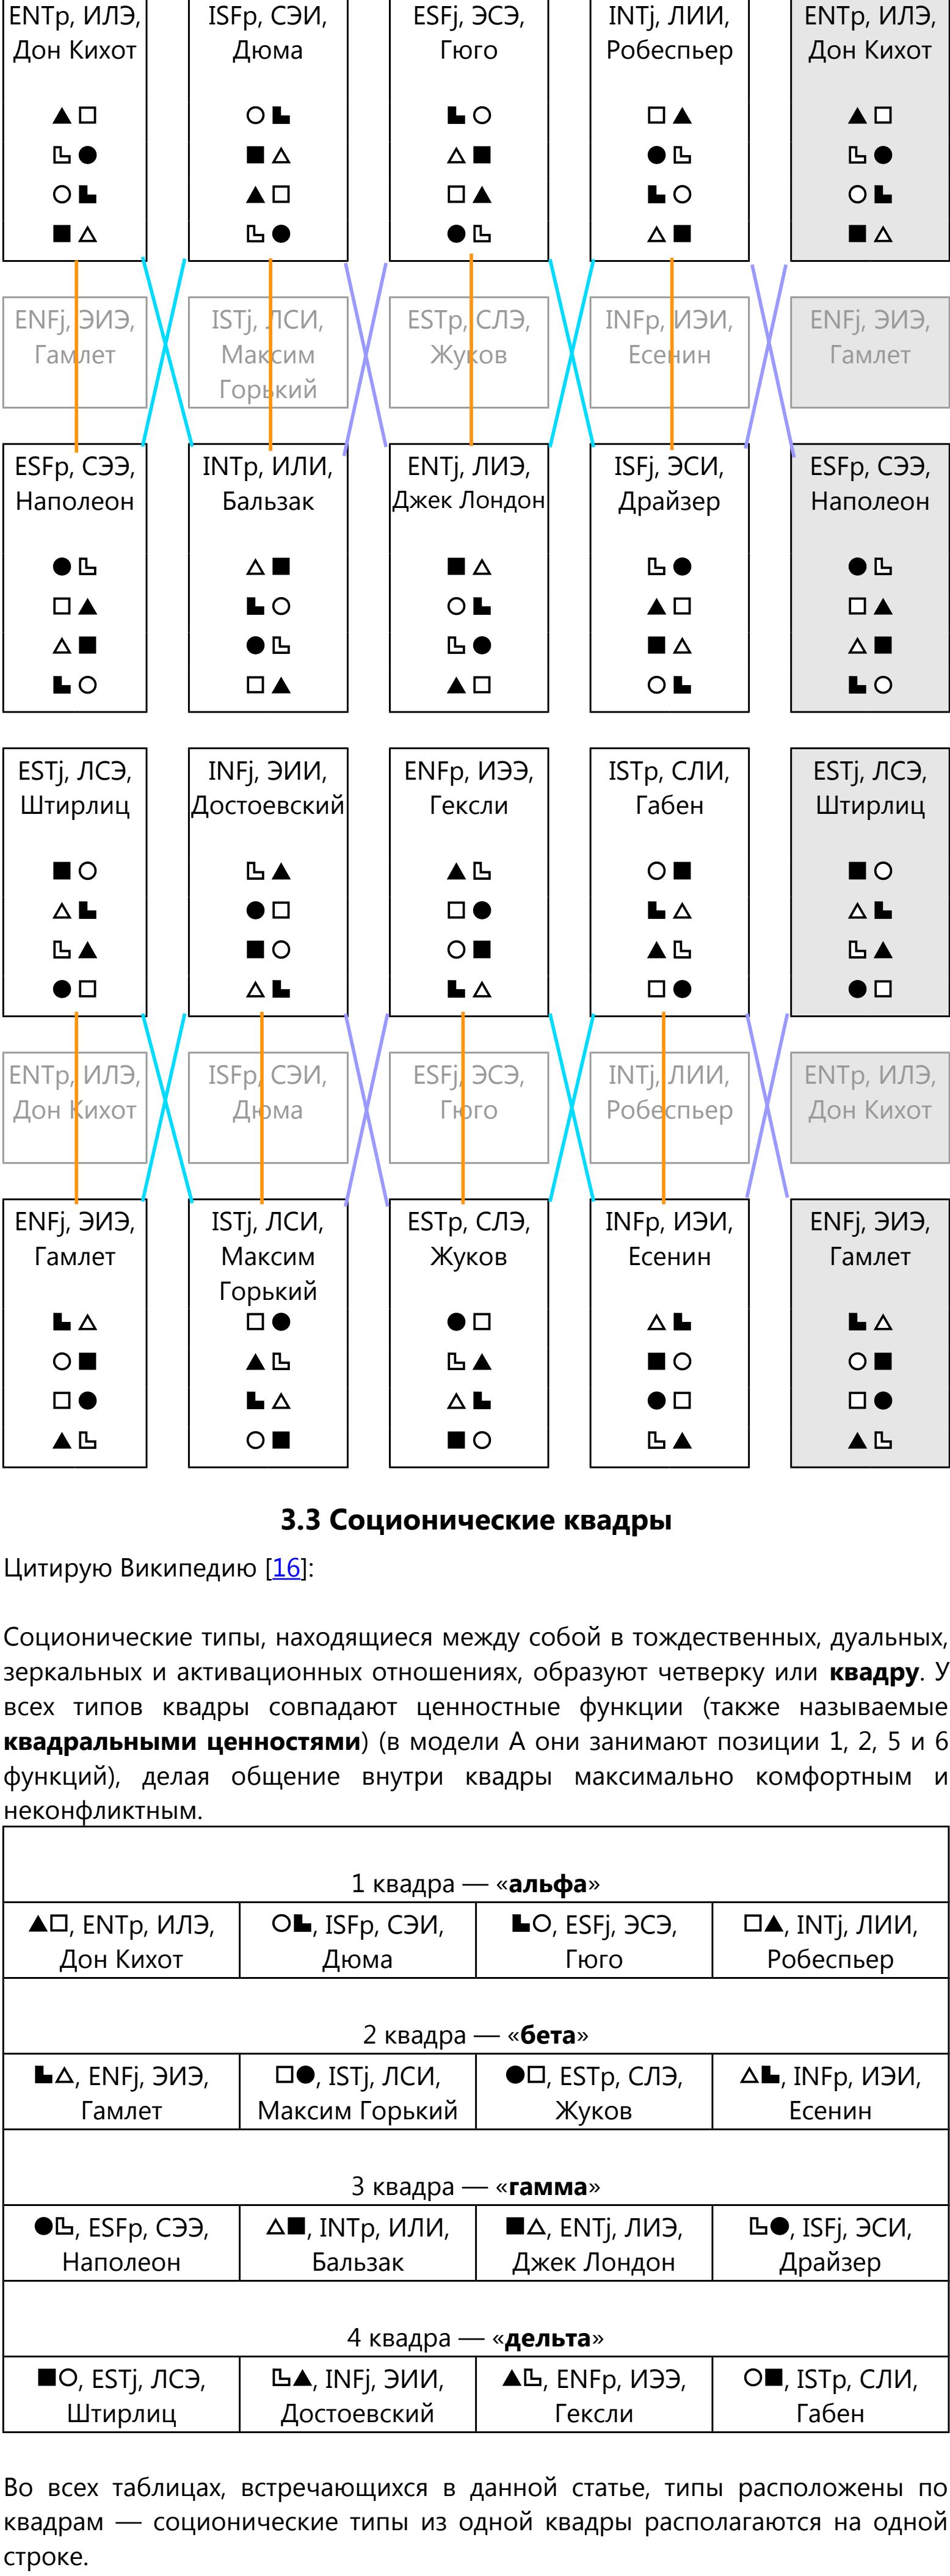 ENTp, ИЛЭ, ISFp, СЭИ, ESFj, ЭСЭ, INTj, ЛИИ, ENTp, ИЛЭ,
Дон Кихот Дюма Гюго Робеспьер Дон Кихот
ENFj, ЭИЭ, ISTj, ЛСИ, ESTp, СЛЭ, INFp, ИЭИ, ENFj, ЭИЭ,
Гамлет Максим Жуков Есенин Гамлет
Горький
ESFp, СЭЭ, INTp, ИЛИ, ENTj, ЛИЭ, ISFj, ЭСИ, ESFp, СЭЭ,
Наполеон Бальзак Джек Лондон Драйзер Наполеон
ESTj, ЛСЭ, INFj, ЭИИ, ENFp, ИЭЭ, ISTp, СЛИ, ESTj, ЛСЭ,
Штирлиц Достоевский Гексли Габен Штирлиц
ENTp, ИЛЭ, ISFp, СЭИ, ESFj, ЭСЭ, INTj, ЛИИ, ENTp, ИЛЭ,
Дон Кихот Дюма Гюго Робеспьер Дон Кихот
ENFj, ЭИЭ, ISTj, ЛСИ, ESTp, СЛЭ, INFp, ИЭИ, ENFj, ЭИЭ,
Гамлет Максим Жуков Есенин Гамлет
Горький
3.3 Соционические квадры
Цитирую Википедию [16]:
Соционические типы, находящиеся между собой в тождественных, дуальных,
зеркальных и активационных отношениях, образуют четверку или квадру. У
всех типов квадры совпадают ценностные функции (также называемые
квадральными ценностями) (в модели А они занимают позиции 1, 2, 5 и 6
функций), делая общение внутри квадры максимально комфортным и
неконфликтным.
1 квадра — «альфа»
, ENTp, ИЛЭ, , ISFp, СЭИ, , ESFj, ЭСЭ, , INTj, ЛИИ,
Дон Кихот Дюма Гюго Робеспьер
2 квадра — «бета»
, ENFj, ЭИЭ, , ISTj, ЛСИ, , ESTp, СЛЭ, , INFp, ИЭИ,
Гамлет Максим Горький Жуков Есенин
3 квадра — «гамма»
, ESFp, СЭЭ, , INTp, ИЛИ, , ENTj, ЛИЭ, , ISFj, ЭСИ,
Наполеон Бальзак Джек Лондон Драйзер
4 квадра — «дельта»
, ESTj, ЛСЭ, , INFj, ЭИИ, , ENFp, ИЭЭ, , ISTp, СЛИ,
Штирлиц Достоевский Гексли Габен
Во всех таблицах, встречающихся в данной статье, типы расположены по
квадрам — соционические типы из одной квадры располагаются на одной
строке.